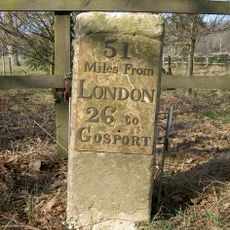 51
Miles From
LONDON
26 to
GOSPORT